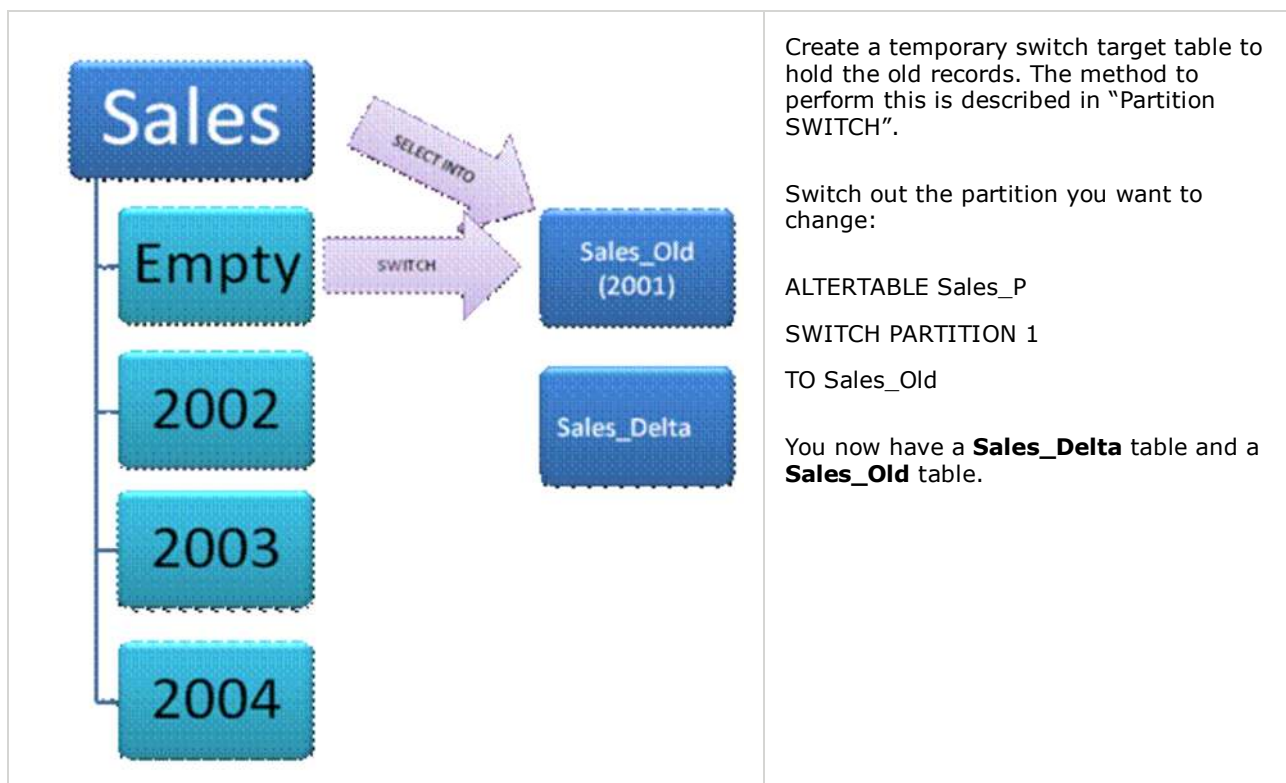 Sales
SELECT INTO
Empty
SWITCH
Sales_Old
(2001)
2002
Sales_Delta
2003
2004
Create a temporary switch target table to
hold the old records. The method to
perform this is described in “Partition
SWITCH”.
Switch out the partition you want to
change:
ALTERTABLE Sales_P
SWITCH PARTITION 1
TO Sales_Old
You now have a Sales_Delta table and a
Sales_Old table.